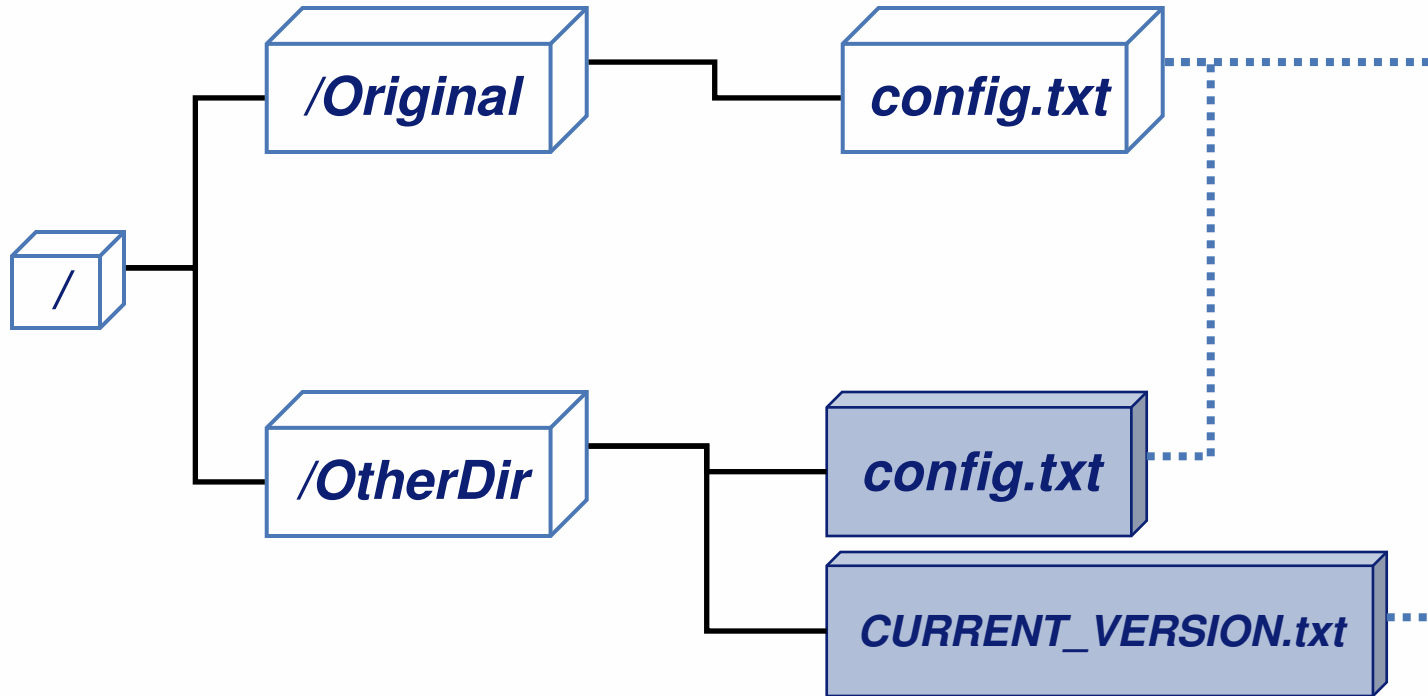 /Original
config.txt
/
/OtherDir
config.txt
CURRENT_VERSION.txt